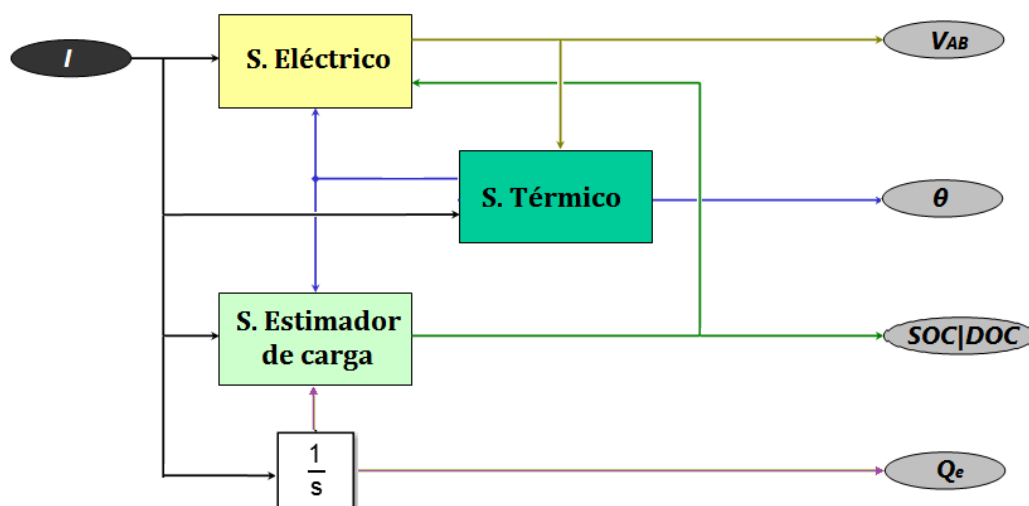 I
S. Eléctrico
VAB
S. Térmico
θ
S. Estimador
de carga
SOC|DOC
1
s
Qe